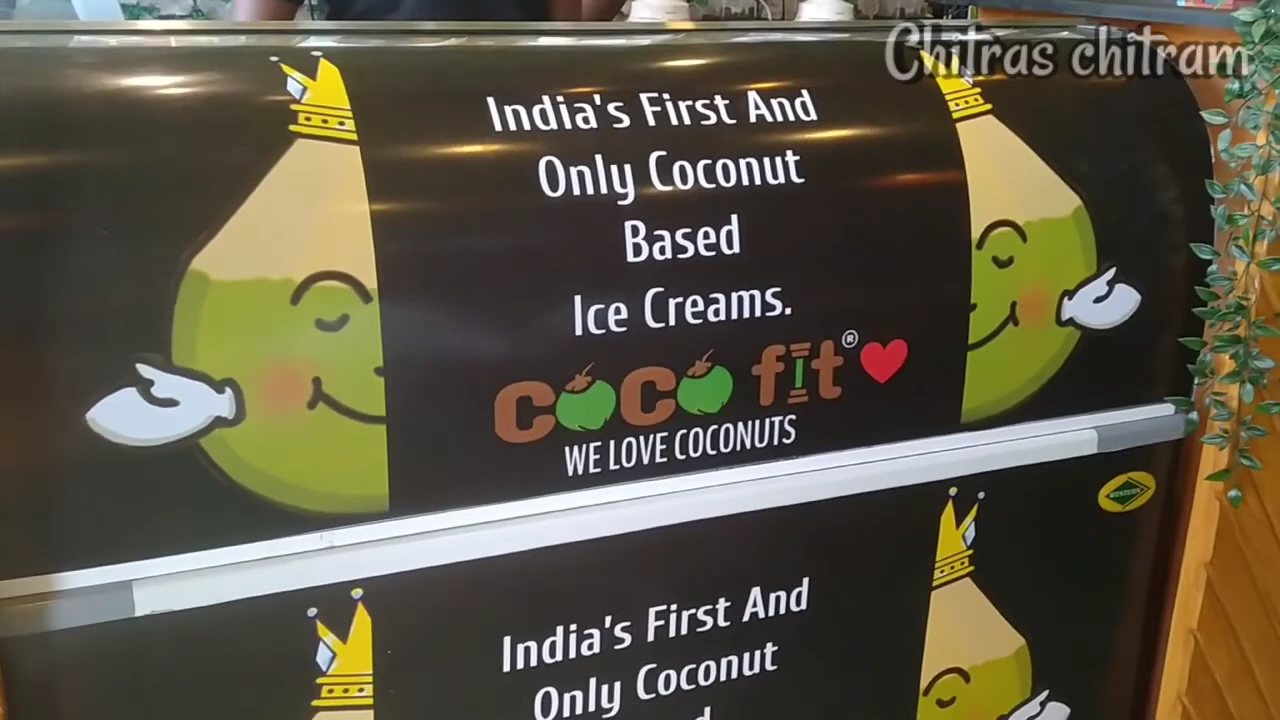 Chitras chitram
India's First And
Only Coconut
Based
Ice Creams.
coco fit®
WE LOVE COCONUTS
WESTERN
India's First And
Only Coconut